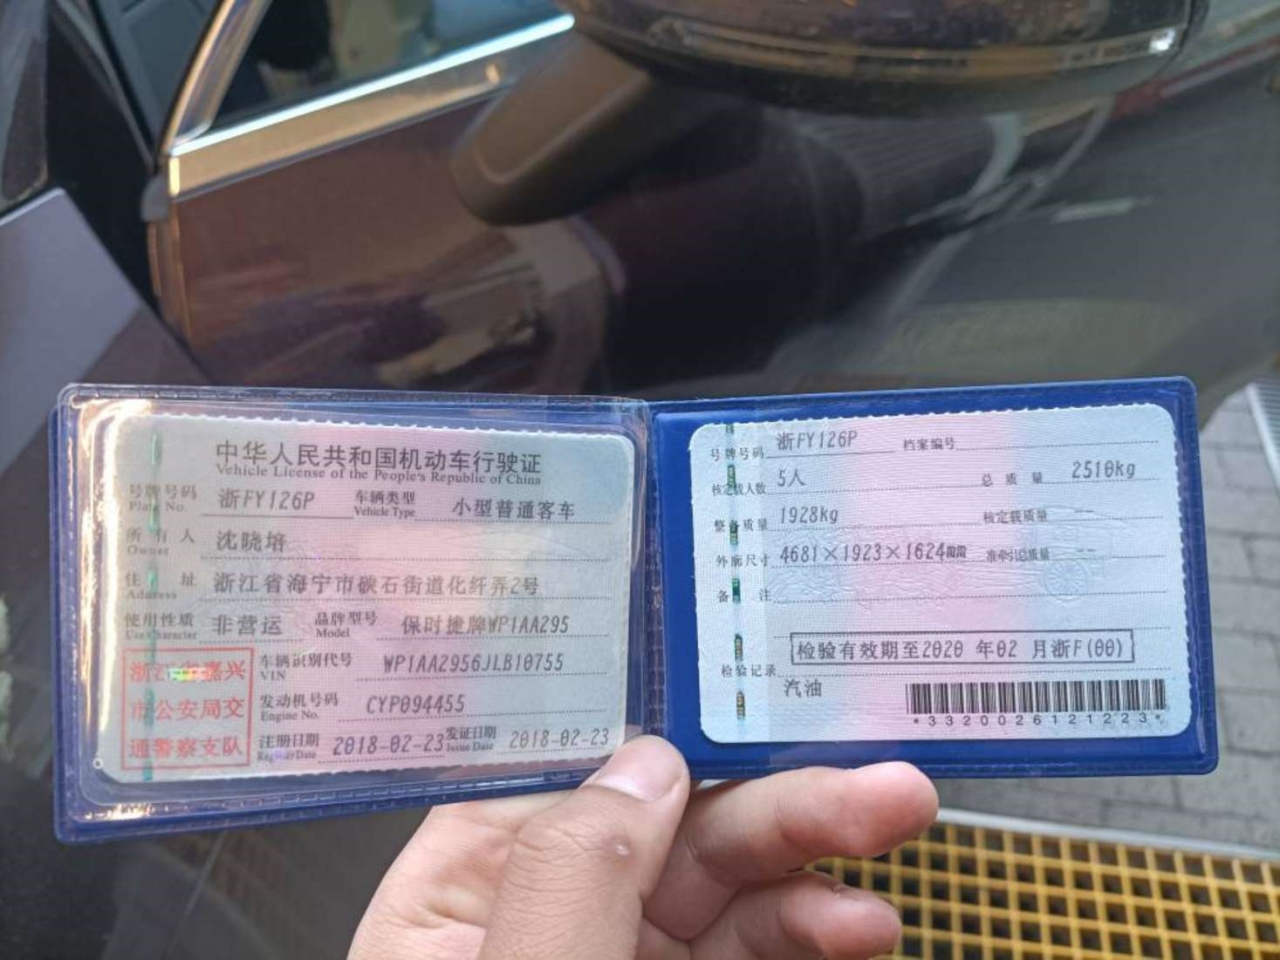 中华人民共和国机动车行驶证
Vehicle License of the People's Republic of China
号牌号码 浙FY126P 车辆类型 小型普通客车
Plate No. Vehicle Type
所有人 沈晓培
Owner
住址 浙江省海宁市硖石街道化纤弄2号
Address
使用性质 非营运 品牌型号 保时捷牌WP1AA295
Use Character Model
浙江省嘉兴
市公安局交
通警察支队
车辆识别代号 WP1AA2956JLB10755
VIN
发动机号码 CYP094455
Engine No.
注册日期 2018-02-23 发证日期 2018-02-23
Register Date Issue Date
号牌号码 浙FY126P 档案编号
核定载人数 5人 总质量 2510kg
整备质量 1928kg 核定载质量 --
外廓尺寸 4681×1923×1624mm 准牵引总质量 --
备注
检验有效期至2020 年02 月浙F(00)
检验记录
汽油
*3320026121223*